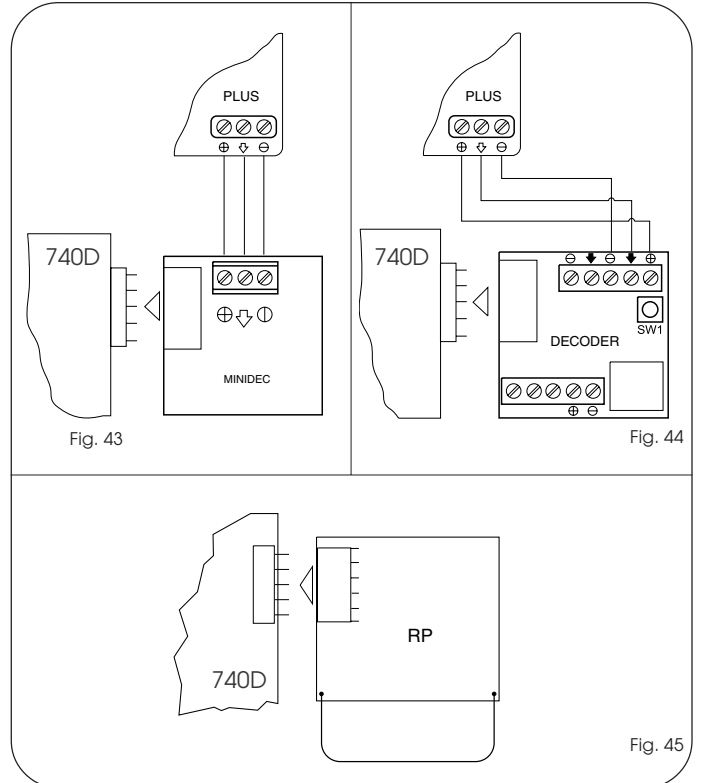 PLUS
740D
MINIDEC
Fig. 43
PLUS
740D
SW1
DECODER
Fig. 44
740D
RP
Fig. 45